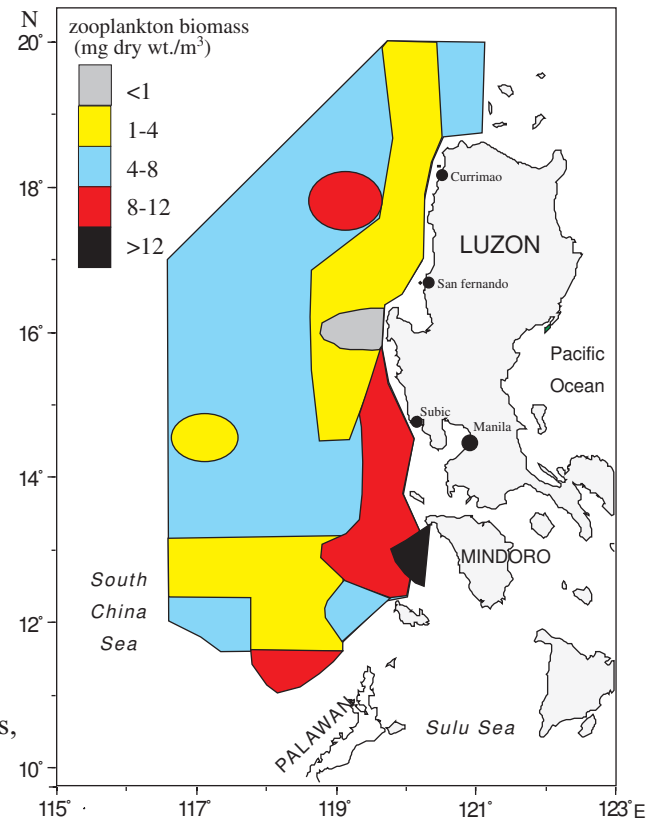 N
zooplankton biomass
(mg dry wt./m³)
<1
1-4
4-8
8-12
>12
20°
18°
16°
14°
12°
10°
Currimao
LUZON
San fernando
Pacific
Ocean
Subic
Manila
MINDORO
South
China
Sea
PALAWAN
Sulu Sea
s,
115°
117°
119°
121°
123° E